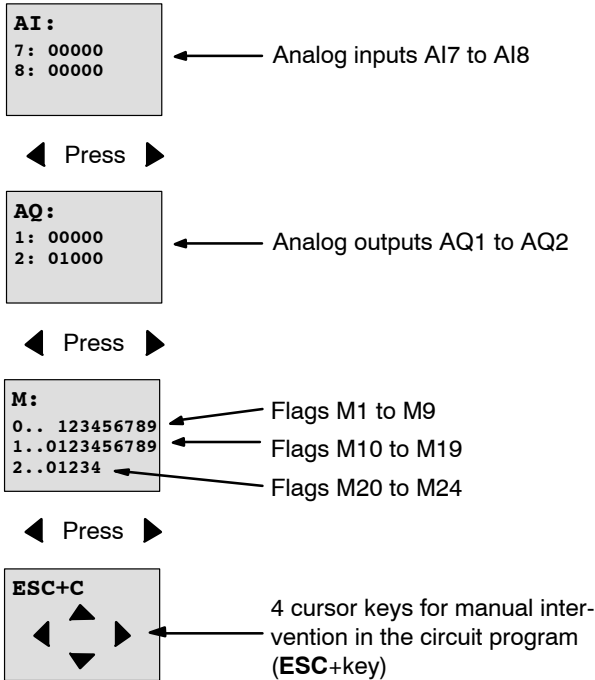 AI:
7: 00000
8: 00000
Analog inputs AI7 to AI8
Press
AQ:
1: 00000
2: 01000
Analog outputs AQ1 to AQ2
Press
M:
0.. 123456789
1..0123456789
2..01234
Flags M1 to M9
Flags M10 to M19
Flags M20 to M24
Press
ESC+C
4 cursor keys for manual inter-
vention in the circuit program
(ESC+key)